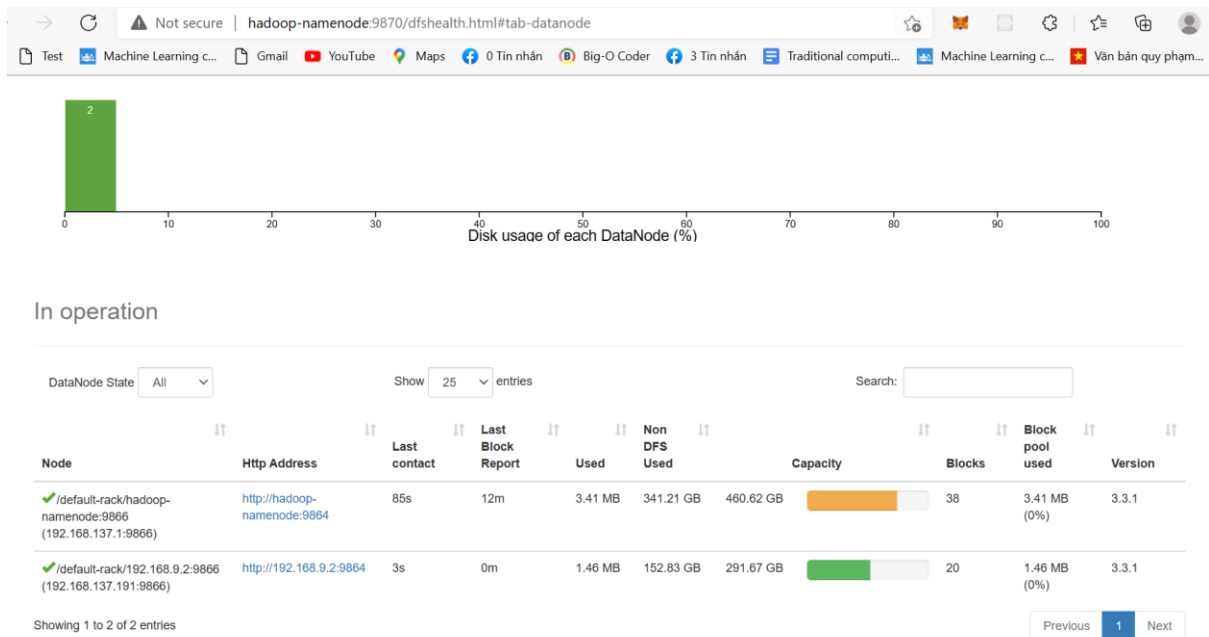 Not secure | hadoop-namenode:9870/dfshealth.html#tab-datanode
Test Machine Learning c... Gmail YouTube Maps 0 Tin nhắn Big-O Coder 3 Tin nhắn Traditional computi... Machine Learning c... Văn bản quy phạm...
2
0 10 20 30 40 50 60 70 80 90 100
Disk usage of each DataNode (%)
In operation
DataNode State All Show 25 entries Search:
Node Http Address Last contact Last Block Report Used Non DFS Used Capacity Blocks Block pool used Version
/default-rack/hadoop- http://hadoop- 85s 12m 3.41 MB 341.21 GB 460.62 GB 38 3.41 MB 3.3.1
namenode:9866 namenode:9864 (0%)
(192.168.137.1:9866)
/default-rack/192.168.9.2:9866 http://192.168.9.2:9864 3s 0m 1.46 MB 152.83 GB 291.67 GB 20 1.46 MB 3.3.1
(192.168.137.191:9866) (0%)
Showing 1 to 2 of 2 entries Previous 1 Next